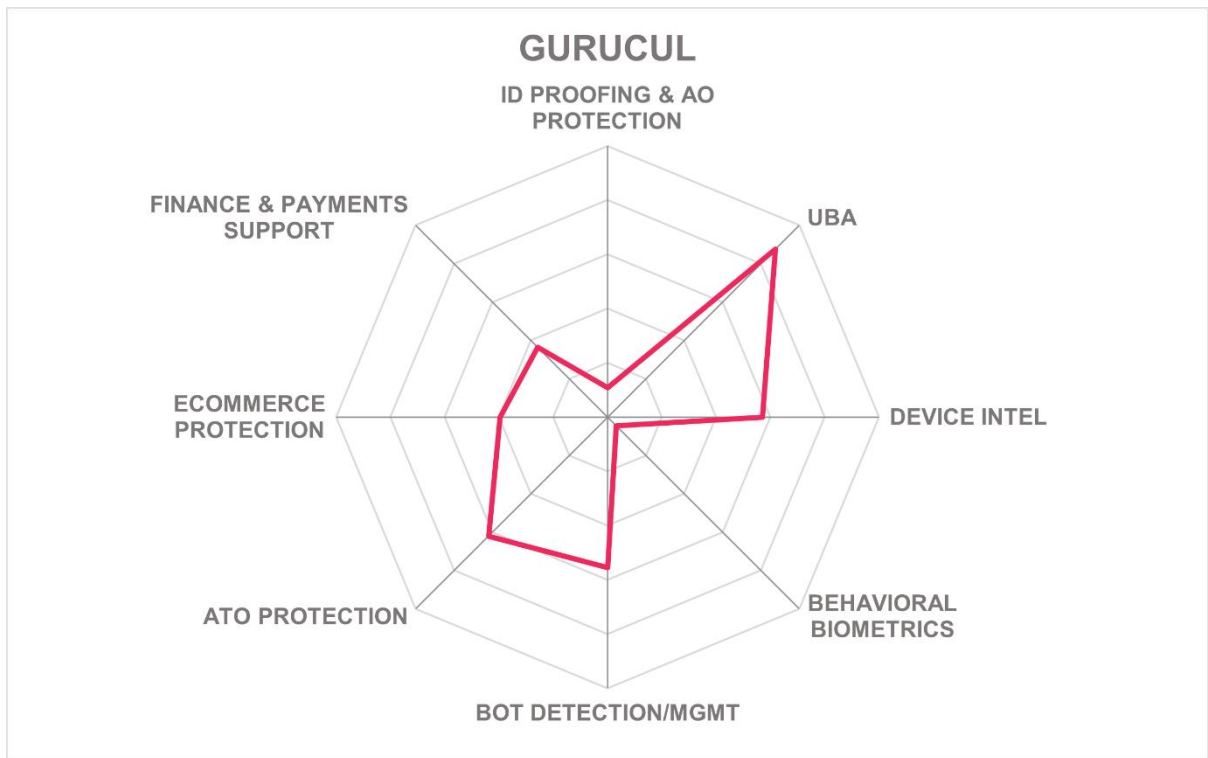 GURUCUL
ID PROOFING & AO
PROTECTION
UBA
DEVICE INTEL
BEHAVIORAL
BIOMETRICS
BOT DETECTION/MGMT
ATO PROTECTION
ECOMMERCE
PROTECTION
FINANCE & PAYMENTS
SUPPORT